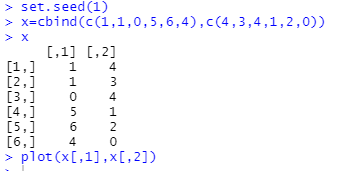 > set.seed(1)
> x=cbind(c(1,1,0,5,6,4),c(4,3,4,1,2,0))
> x
     [,1] [,2]
[1,]    1    4
[2,]    1    3
[3,]    0    4
[4,]    5    1
[5,]    6    2
[6,]    4    0
> plot(x[,1],x[,2])
>